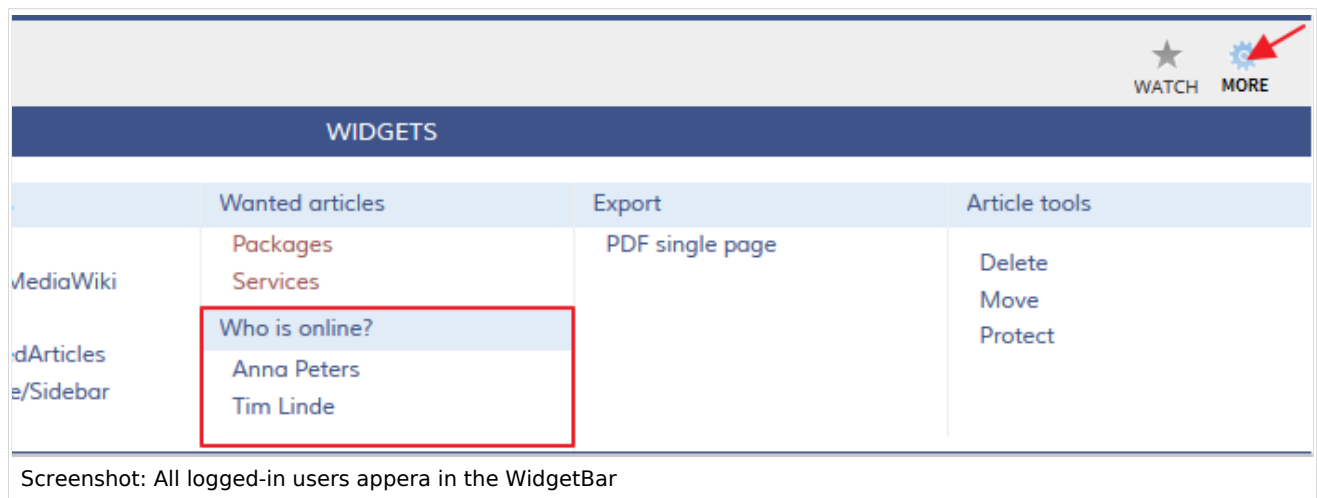 WATCH MORE
WIDGETS
Wanted articles
Export
Article tools
Packages
PDF single page
Services
Delete
MediaWiki
Move
Who is online?
Protect
dArticles
Anna Peters
e/Sidebar
Tim Linde
Screenshot: All logged-in users appera in the WidgetBar